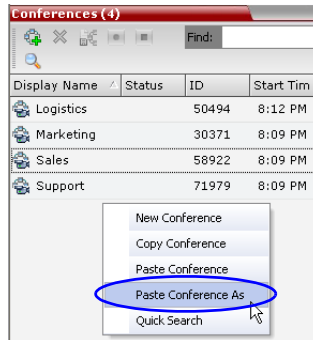 Conferences (4)
Find:
Display Name Status ID Start Tim
Logistics 50494 8:12 PM
Marketing 30371 8:09 PM
Sales 58922 8:09 PM
Support 71979 8:09 PM
New Conference
Copy Conference
Paste Conference
Paste Conference As
Quick Search